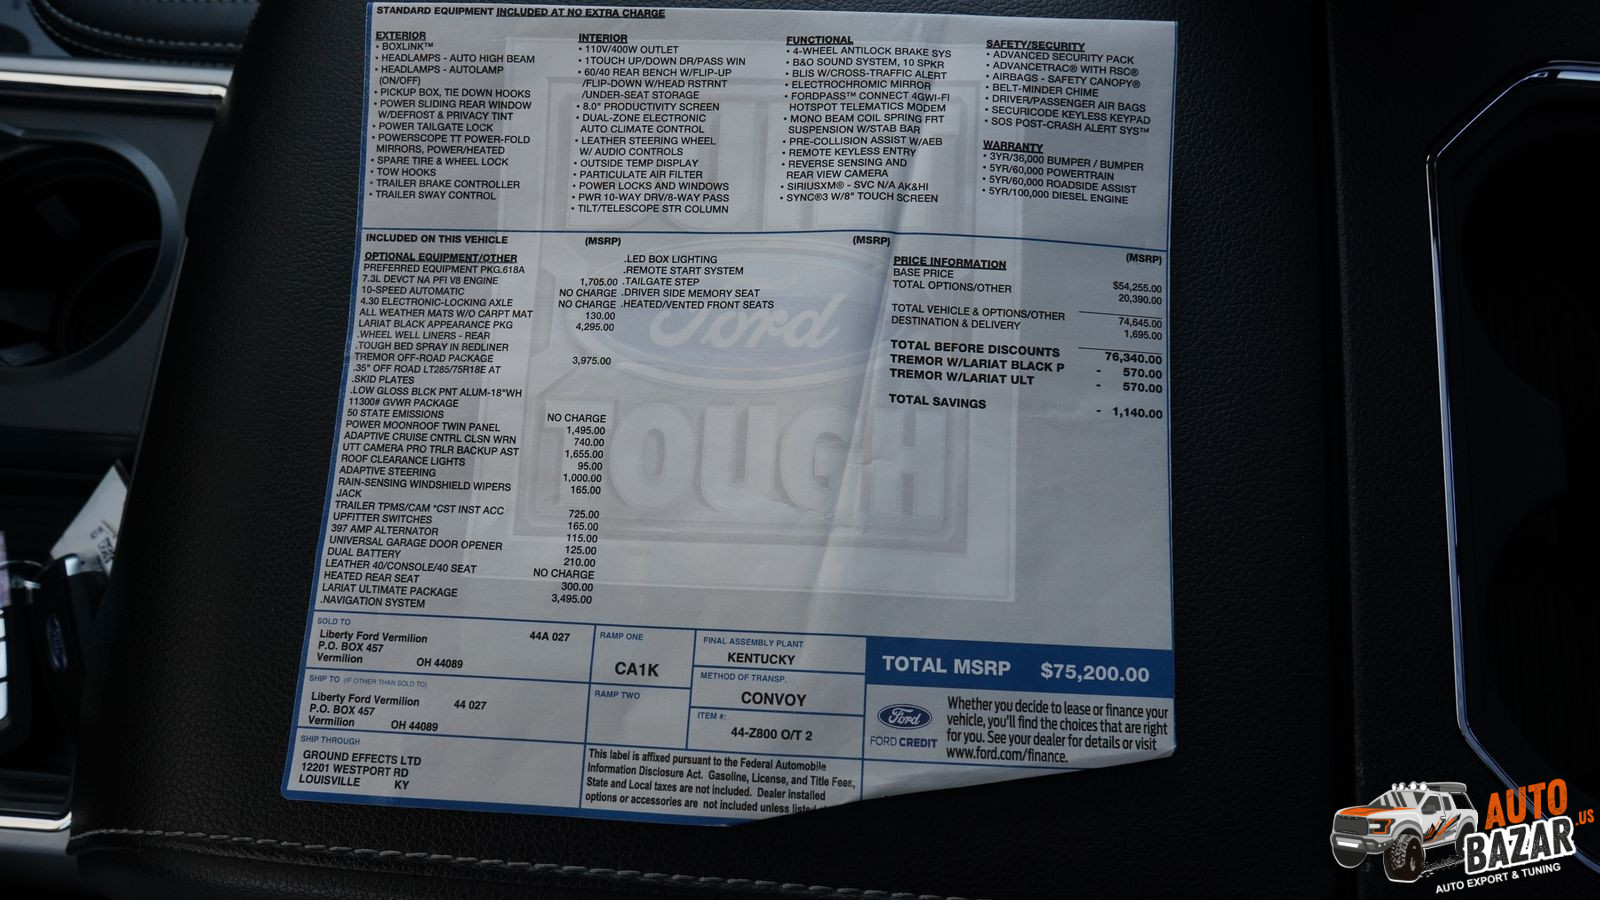 STANDARD EQUIPMENT INCLUDED AT NO EXTRA CHARGE
EXTERIOR
• BOXLINK™
• HEADLAMPS - AUTO HIGH BEAM
• HEADLAMPS - AUTOLAMP
(ON/OFF)
• PICKUP BOX, TIE DOWN HOOKS
• POWER SLIDING REAR WINDOW
W/DEFROST & PRIVACY TINT
• POWER TAILGATE LOCK
• POWERSCOPE TT POWER-FOLD
MIRRORS, POWER/HEATED
• SPARE TIRE & WHEEL LOCK
• TOW HOOKS
• TRAILER BRAKE CONTROLLER
• TRAILER SWAY CONTROL
INTERIOR
• 110V/400W OUTLET
• 1TOUCH UP/DOWN DR/PASS WIN
• 60/40 REAR BENCH W/FLIP-UP
/FLIP-DOWN W/HEAD RSTRNT
/UNDER-SEAT STORAGE
• 8.0" PRODUCTIVITY SCREEN
• DUAL-ZONE ELECTRONIC
AUTO CLIMATE CONTROL
• LEATHER STEERING WHEEL
W/ AUDIO CONTROLS
• OUTSIDE TEMP DISPLAY
• PARTICULATE AIR FILTER
• POWER LOCKS AND WINDOWS
• PWR 10-WAY DRV/8-WAY PASS
• TILT/TELESCOPE STR COLUMN
FUNCTIONAL
• 4-WHEEL ANTILOCK BRAKE SYS
• B&O SOUND SYSTEM, 10 SPKR
• BLIS W/CROSS-TRAFFIC ALERT
• ELECTROCHROMIC MIRROR
• FORDPASS™ CONNECT 4GWI-FI
HOTSPOT TELEMATICS MODEM
• MONO BEAM COIL SPRING FRT
SUSPENSION W/STAB BAR
• PRE-COLLISION ASSIST W/AEB
• REMOTE KEYLESS ENTRY
• REVERSE SENSING AND
REAR VIEW CAMERA
• SIRIUSXM® - SVC N/A AK&HI
• SYNC®3 W/8" TOUCH SCREEN
SAFETY/SECURITY
• ADVANCED SECURITY PACK
• ADVANCETRAC® WITH RSC®
• AIRBAGS - SAFETY CANOPY®
• BELT-MINDER CHIME
• DRIVER/PASSENGER AIR BAGS
• SECURICODE KEYLESS KEYPAD
• SOS POST-CRASH ALERT SYS™
WARRANTY
• 3YR/36,000 BUMPER / BUMPER
• 5YR/60,000 POWERTRAIN
• 5YR/60,000 ROADSIDE ASSIST
• 5YR/100,000 DIESEL ENGINE
INCLUDED ON THIS VEHICLE (MSRP) (MSRP)
OPTIONAL EQUIPMENT/OTHER
PREFERRED EQUIPMENT PKG.618A
7.3L DEVCT NA PFI V8 ENGINE 1,705.00
10-SPEED AUTOMATIC NO CHARGE
4.30 ELECTRONIC-LOCKING AXLE NO CHARGE
ALL WEATHER MATS W/O CARPT MAT 130.00
LARIAT BLACK APPEARANCE PKG 4,295.00
.WHEEL WELL LINERS - REAR
.TOUGH BED SPRAY IN BEDLINER
TREMOR OFF-ROAD PACKAGE 3,975.00
.35" OFF ROAD LT285/75R18E AT
.SKID PLATES
.LOW GLOSS BLCK PNT ALUM-18"WH
11300# GVWR PACKAGE
50 STATE EMISSIONS NO CHARGE
POWER MOONROOF TWIN PANEL 1,495.00
ADAPTIVE CRUISE CNTRL CLSN WRN 740.00
UTT CAMERA PRO TRLR BACKUP AST 1,655.00
ROOF CLEARANCE LIGHTS 95.00
ADAPTIVE STEERING 1,000.00
RAIN-SENSING WINDSHIELD WIPERS 165.00
JACK
TRAILER TPMS/CAM *CST INST ACC 725.00
UPFITTER SWITCHES 165.00
397 AMP ALTERNATOR 115.00
UNIVERSAL GARAGE DOOR OPENER 125.00
DUAL BATTERY 210.00
LEATHER 40/CONSOLE/40 SEAT NO CHARGE
HEATED REAR SEAT 300.00
LARIAT ULTIMATE PACKAGE 3,495.00
.NAVIGATION SYSTEM
.LED BOX LIGHTING
.REMOTE START SYSTEM
.TAILGATE STEP
.DRIVER SIDE MEMORY SEAT
.HEATED/VENTED FRONT SEATS
PRICE INFORMATION (MSRP)
BASE PRICE $54,255.00
TOTAL OPTIONS/OTHER 20,390.00
TOTAL VEHICLE & OPTIONS/OTHER 74,645.00
DESTINATION & DELIVERY 1,695.00
TOTAL BEFORE DISCOUNTS 76,340.00
TREMOR W/LARIAT BLACK P - 570.00
TREMOR W/LARIAT ULT - 570.00
TOTAL SAVINGS - 1,140.00
Ford
TOUGH
SOLD TO
Liberty Ford Vermilion 44A 027
P.O. BOX 457
Vermilion OH 44089
SHIP TO (IF OTHER THAN SOLD TO)
Liberty Ford Vermilion 44 027
P.O. BOX 457
Vermilion OH 44089
SHIP THROUGH
GROUND EFFECTS LTD
12201 WESTPORT RD
LOUISVILLE KY
RAMP ONE
CA1K
RAMP TWO
FINAL ASSEMBLY PLANT
KENTUCKY
METHOD OF TRANSP.
CONVOY
ITEM #:
44-Z800 O/T 2
This label is affixed pursuant to the Federal Automobile
Information Disclosure Act. Gasoline, License, and Title Fees,
State and Local taxes are not included. Dealer installed
options or accessories are not included unless listed
TOTAL MSRP $75,200.00
Ford
FORD CREDIT
Whether you decide to lease or finance your
vehicle, you'll find the choices that are right
for you. See your dealer for details or visit
www.ford.com/finance.
AUTO
BAZAR.US
AUTO EXPORT & TUNING